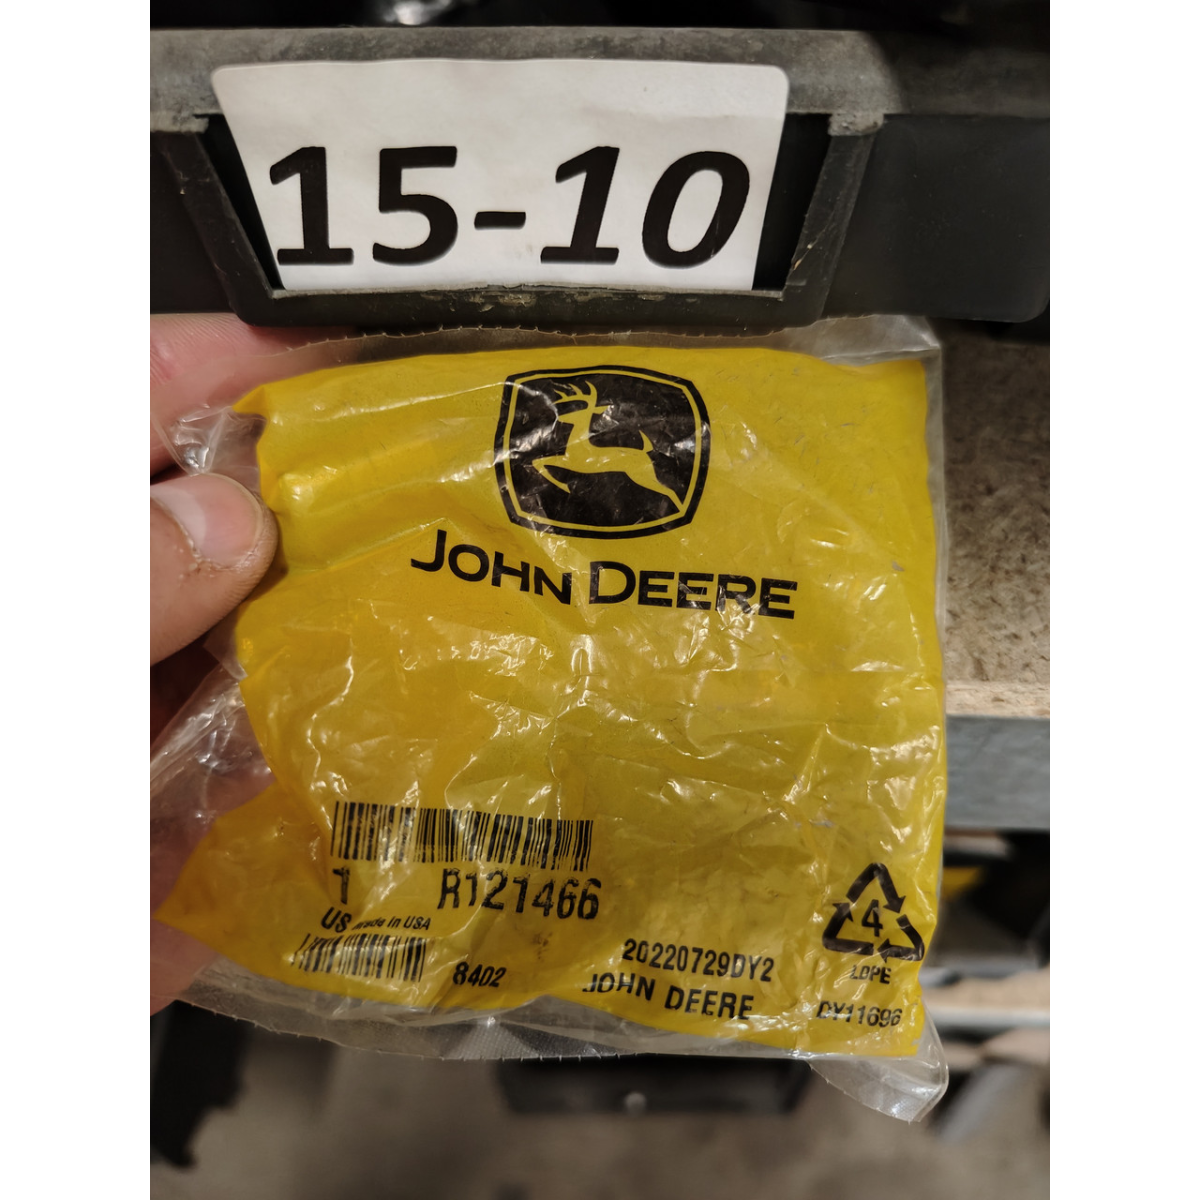 15-10
JOHN DEERE
1 R121466
US Made in USA
8402
20220729DY2
JOHN DEERE
4
LDPE
DY11696